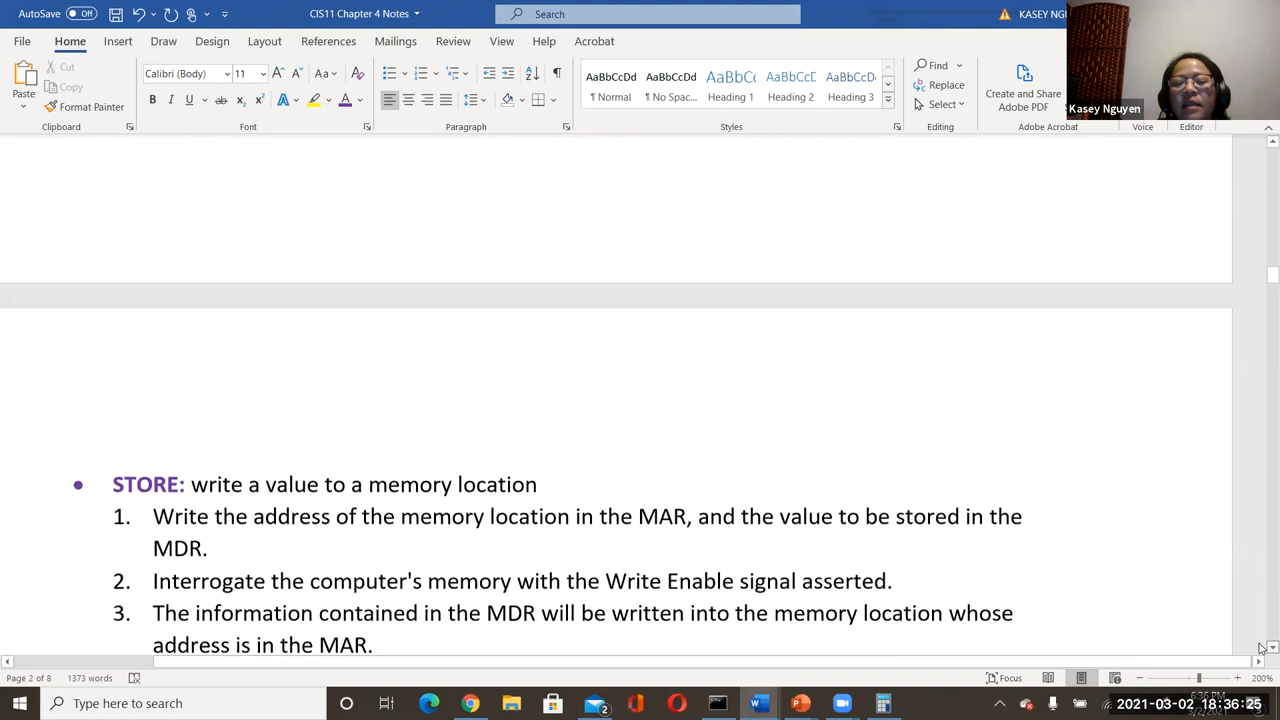 AutoSave Off CIS11 Chapter 4 Notes Search KASEY NGU
File Home Insert Draw Design Layout References Mailings Review View Help Acrobat
Paste Cut Copy Format Painter Clipboard
Calibri (Body) 11 Font
Paragraph
AaBbCcDd ¶ Normal AaBbCcDd ¶ No Spac... AaBbC Heading 1 AaBbCcD Heading 2 AaBbCcD Heading 3 Styles
Find Replace Select Editing
Create and Share Adobe PDF Adobe Acrobat
Voice Editor
Kasey Nguyen
• STORE: write a value to a memory location
1. Write the address of the memory location in the MAR, and the value to be stored in the
MDR.
2. Interrogate the computer's memory with the Write Enable signal asserted.
3. The information contained in the MDR will be written into the memory location whose
address is in the MAR.
Page 2 of 8 1373 words Focus 200%
Type here to search 2
6:36 PM
2021-03-02 18:36:25